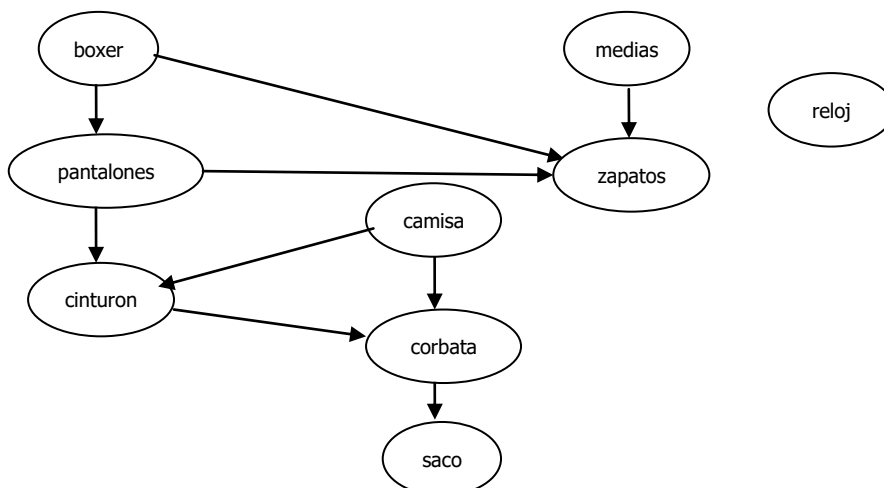 boxer
medias
reloj
pantalones
zapatos
camisa
cinturon
corbata
saco